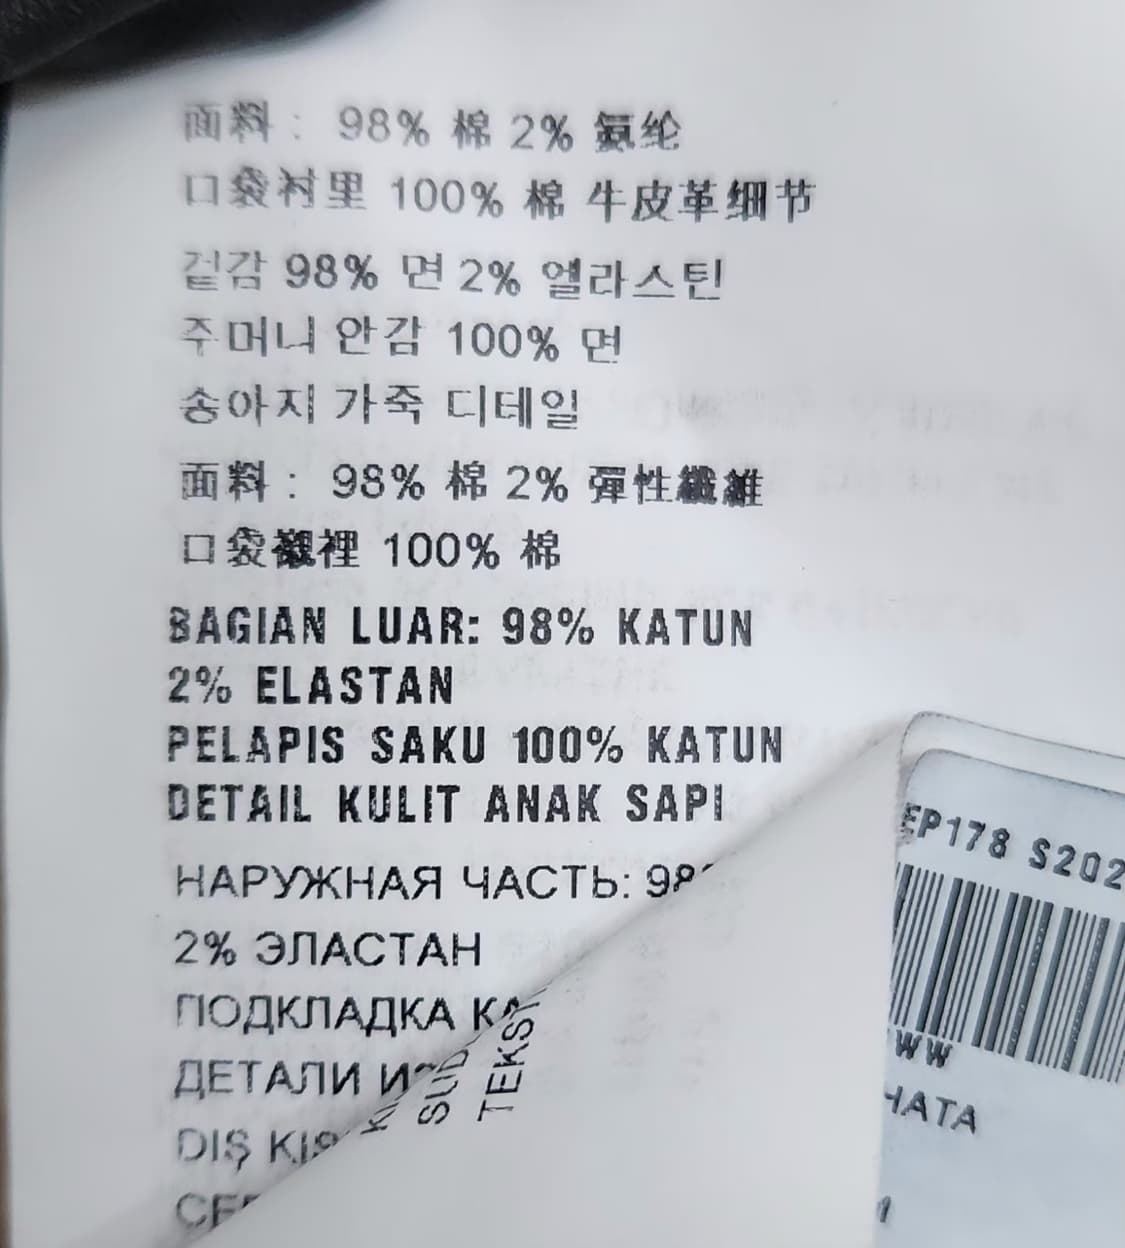 面料： 98% 棉 2% 氨纶
口袋衬里 100% 棉 牛皮革细节
겉감 98% 면 2% 엘라스틴
주머니 안감 100% 면
송아지 가죽 디테일
面料： 98% 棉 2% 彈性纖維
口袋襯裡 100% 棉
BAGIAN LUAR: 98% KATUN
2% ELASTAN
PELAPIS SAKU 100% KATUN
DETAIL KULIT ANAK SAPI
НАРУЖНАЯ ЧАСТЬ:
2% ЭЛАСТАН
ПОДКЛАДКА
ДЕТАЛИ
DIŞ
EP178